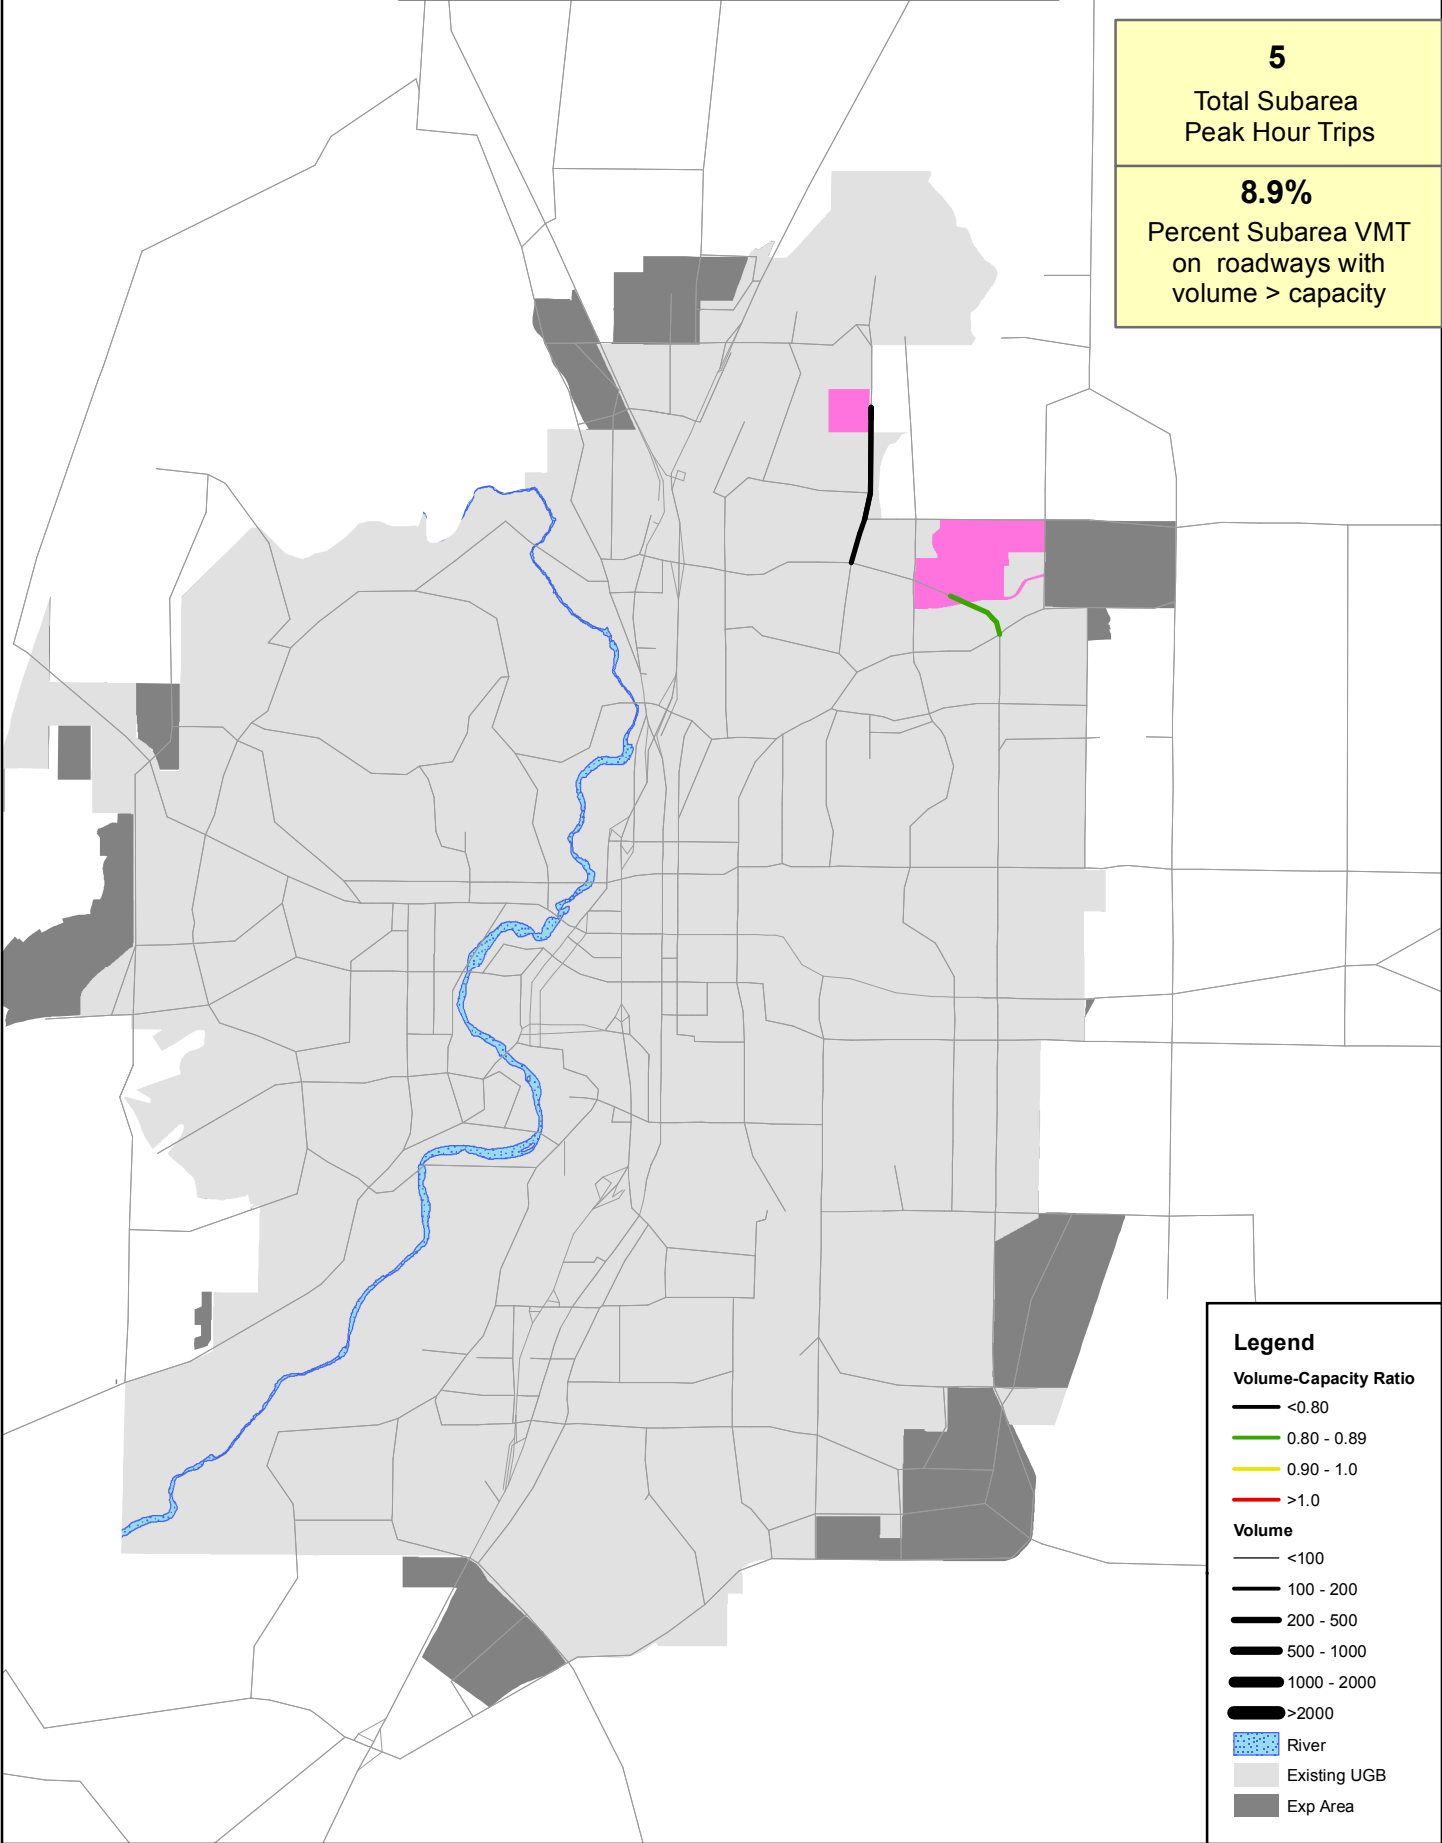 5
Total Subarea
Peak Hour Trips
8.9%
Percent Subarea VMT
on roadways with
volume > capacity
Legend
Volume-Capacity Ratio
<0.80
0.80 - 0.89
0.90 - 1.0
>1.0
Volume
<100
100 - 200
200 - 500
500 - 1000
1000 - 2000
>2000
River
Existing UGB
Exp Area